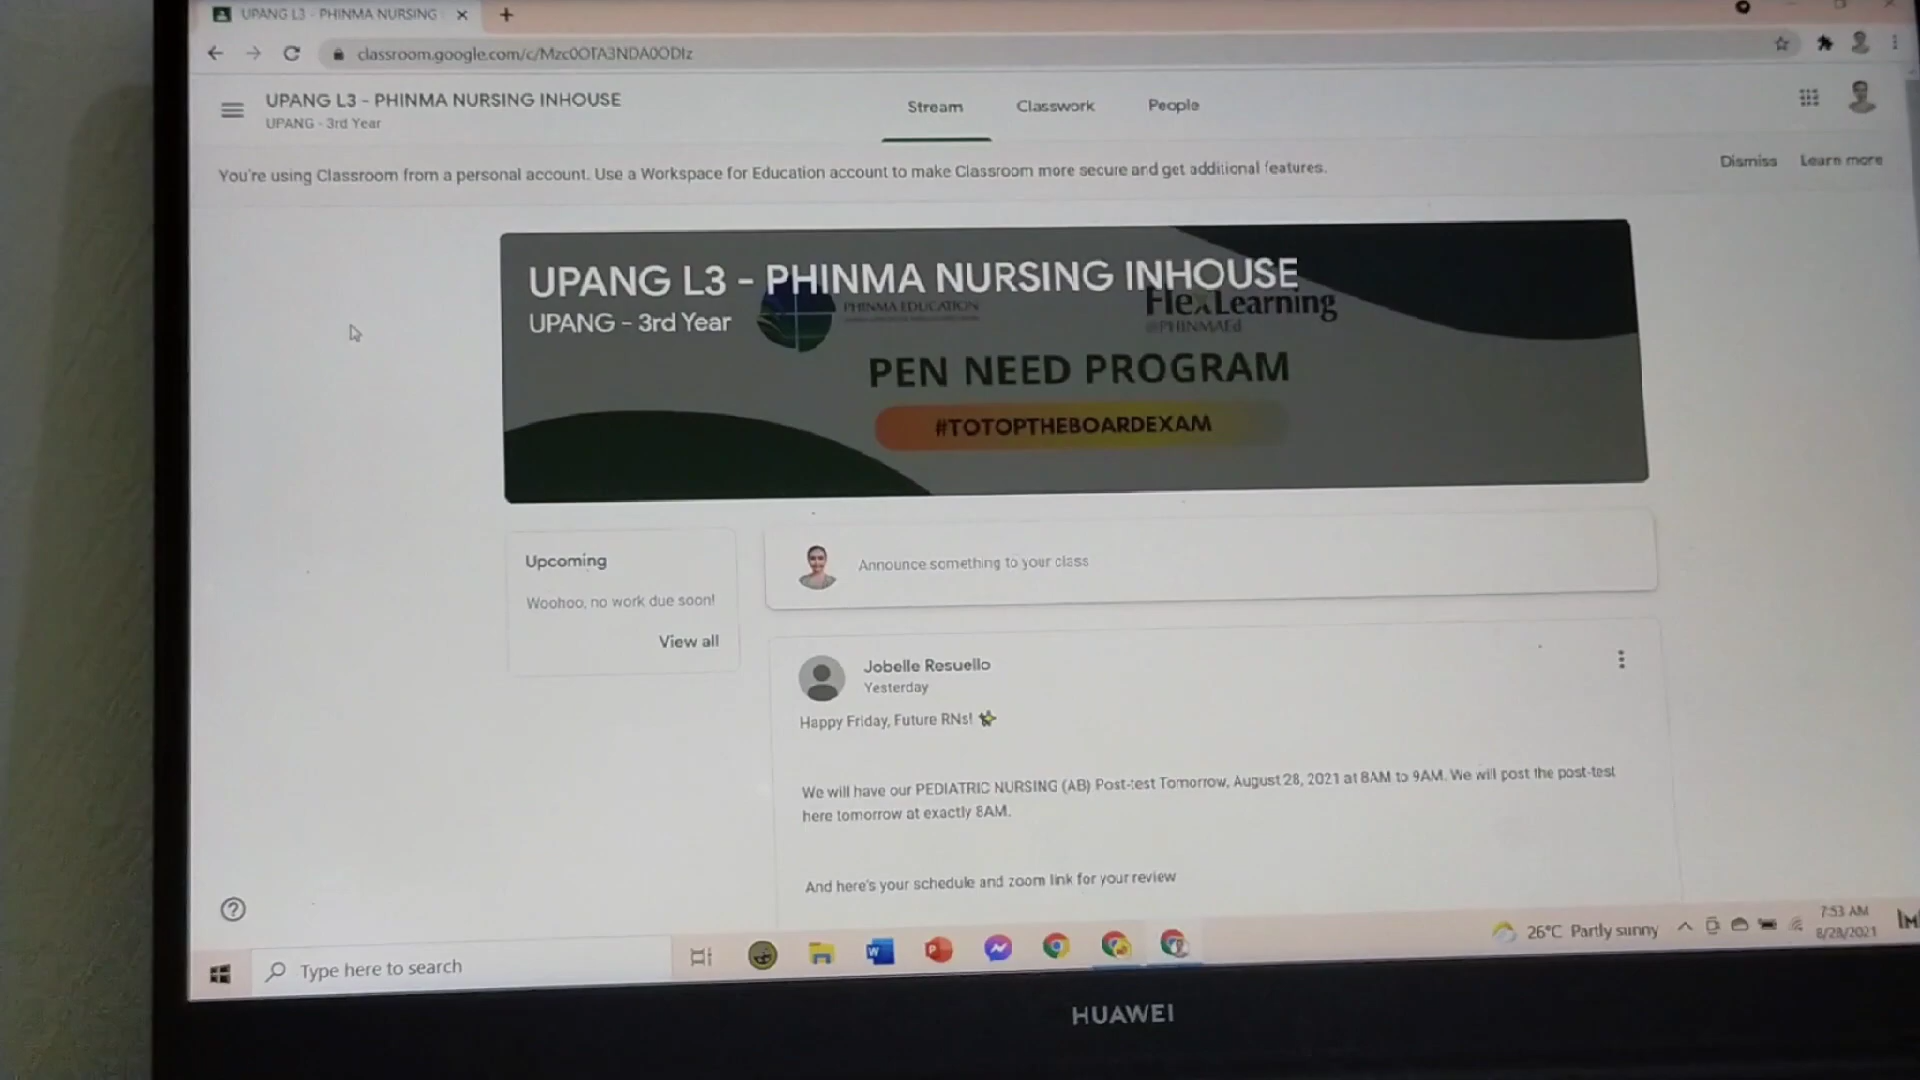 UPANG L3 - PHINMA NURSING
classroom.google.com/c/Mzc0OTA3NDA0ODIz
UPANG L3 - PHINMA NURSING INHOUSE
UPANG - 3rd Year
Stream
Classwork
People
You're using Classroom from a personal account. Use a Workspace for Education account to make Classroom more secure and get additional features.
Dismiss
Learn more
UPANG L3 - PHINMA NURSING INHOUSE
UPANG - 3rd Year
PHINMA EDUCATION
FlexLearning
@PHINMAEd
PEN NEED PROGRAM
#TOTOPTHEBOARDEXAM
Upcoming
Woohoo, no work due soon!
View all
Announce something to your class
Jobelle Resuello
Yesterday
Happy Friday, Future RNs!
We will have our PEDIATRIC NURSING (AB) Post-test Tomorrow, August 28, 2021 at 8AM to 9AM. We will post the post-test
here tomorrow at exactly 8AM.
And here's your schedule and zoom link for your review
Type here to search
26°C Partly sunny
7:53 AM
8/28/2021
HUAWEI